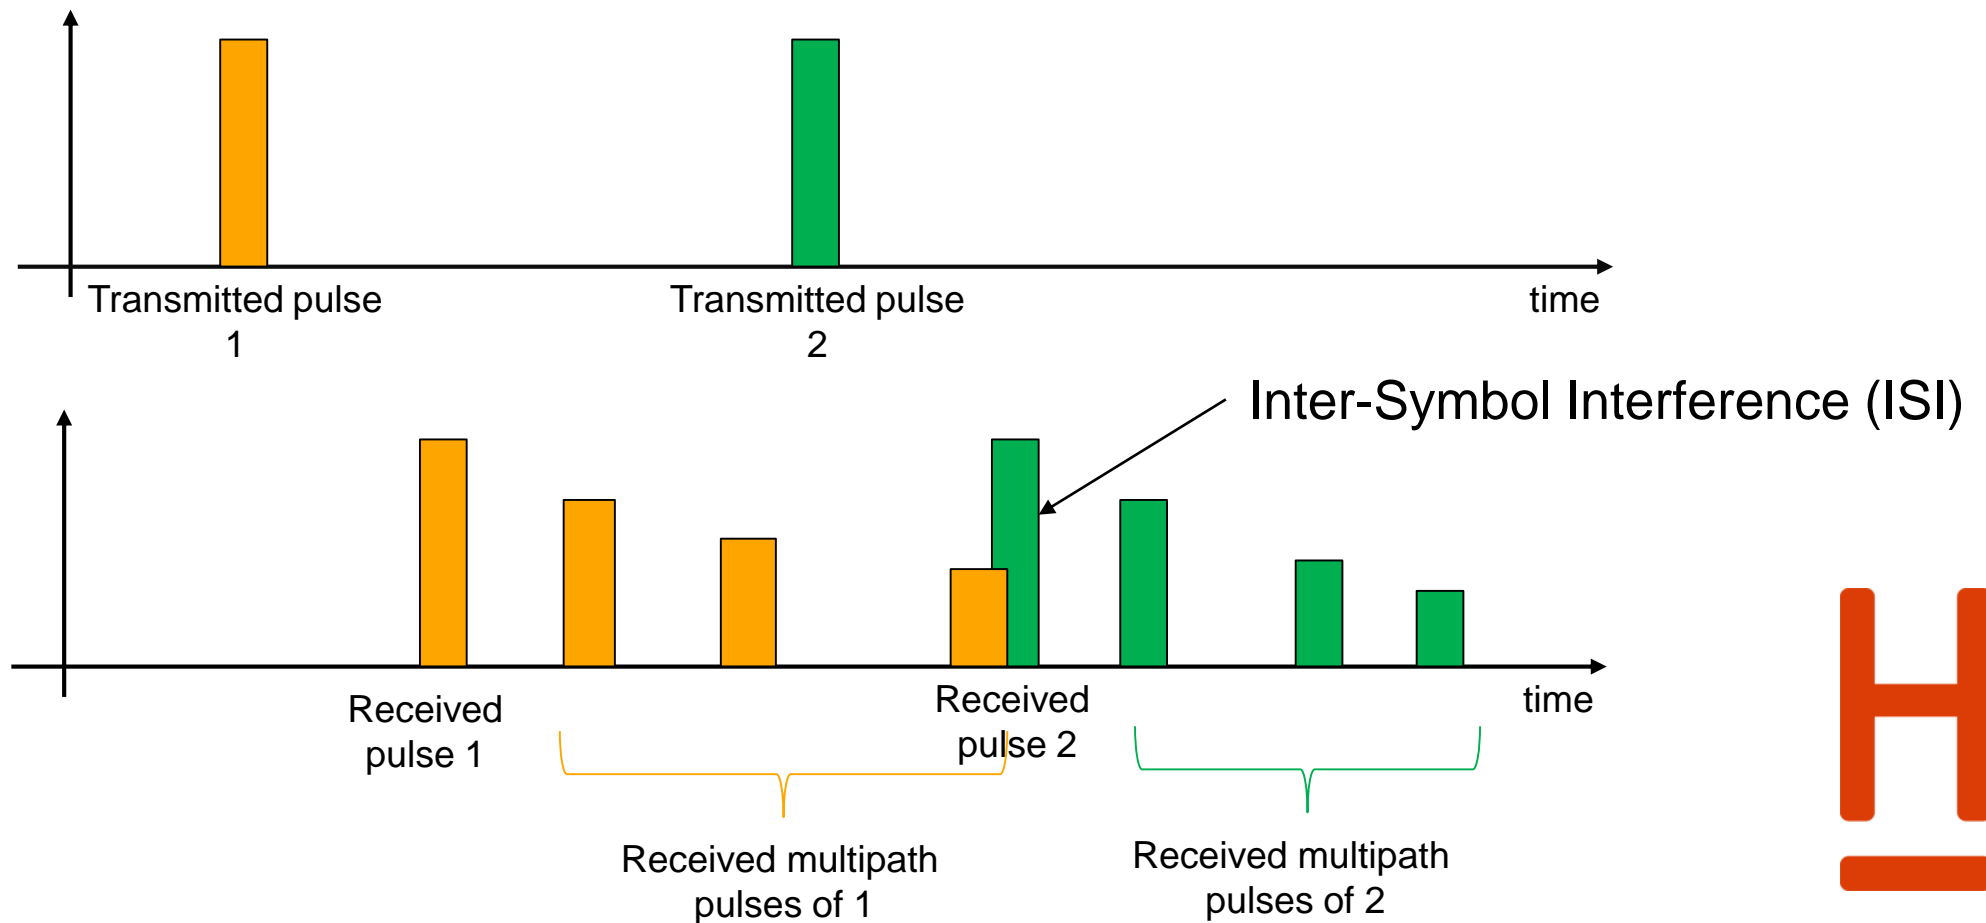 Transmitted pulse
1
Transmitted pulse
2
time
Inter-Symbol Interference (ISI)
Received
pulse 1
Received
pulse 2
time
Received multipath
pulses of 1
Received multipath
pulses of 2
H